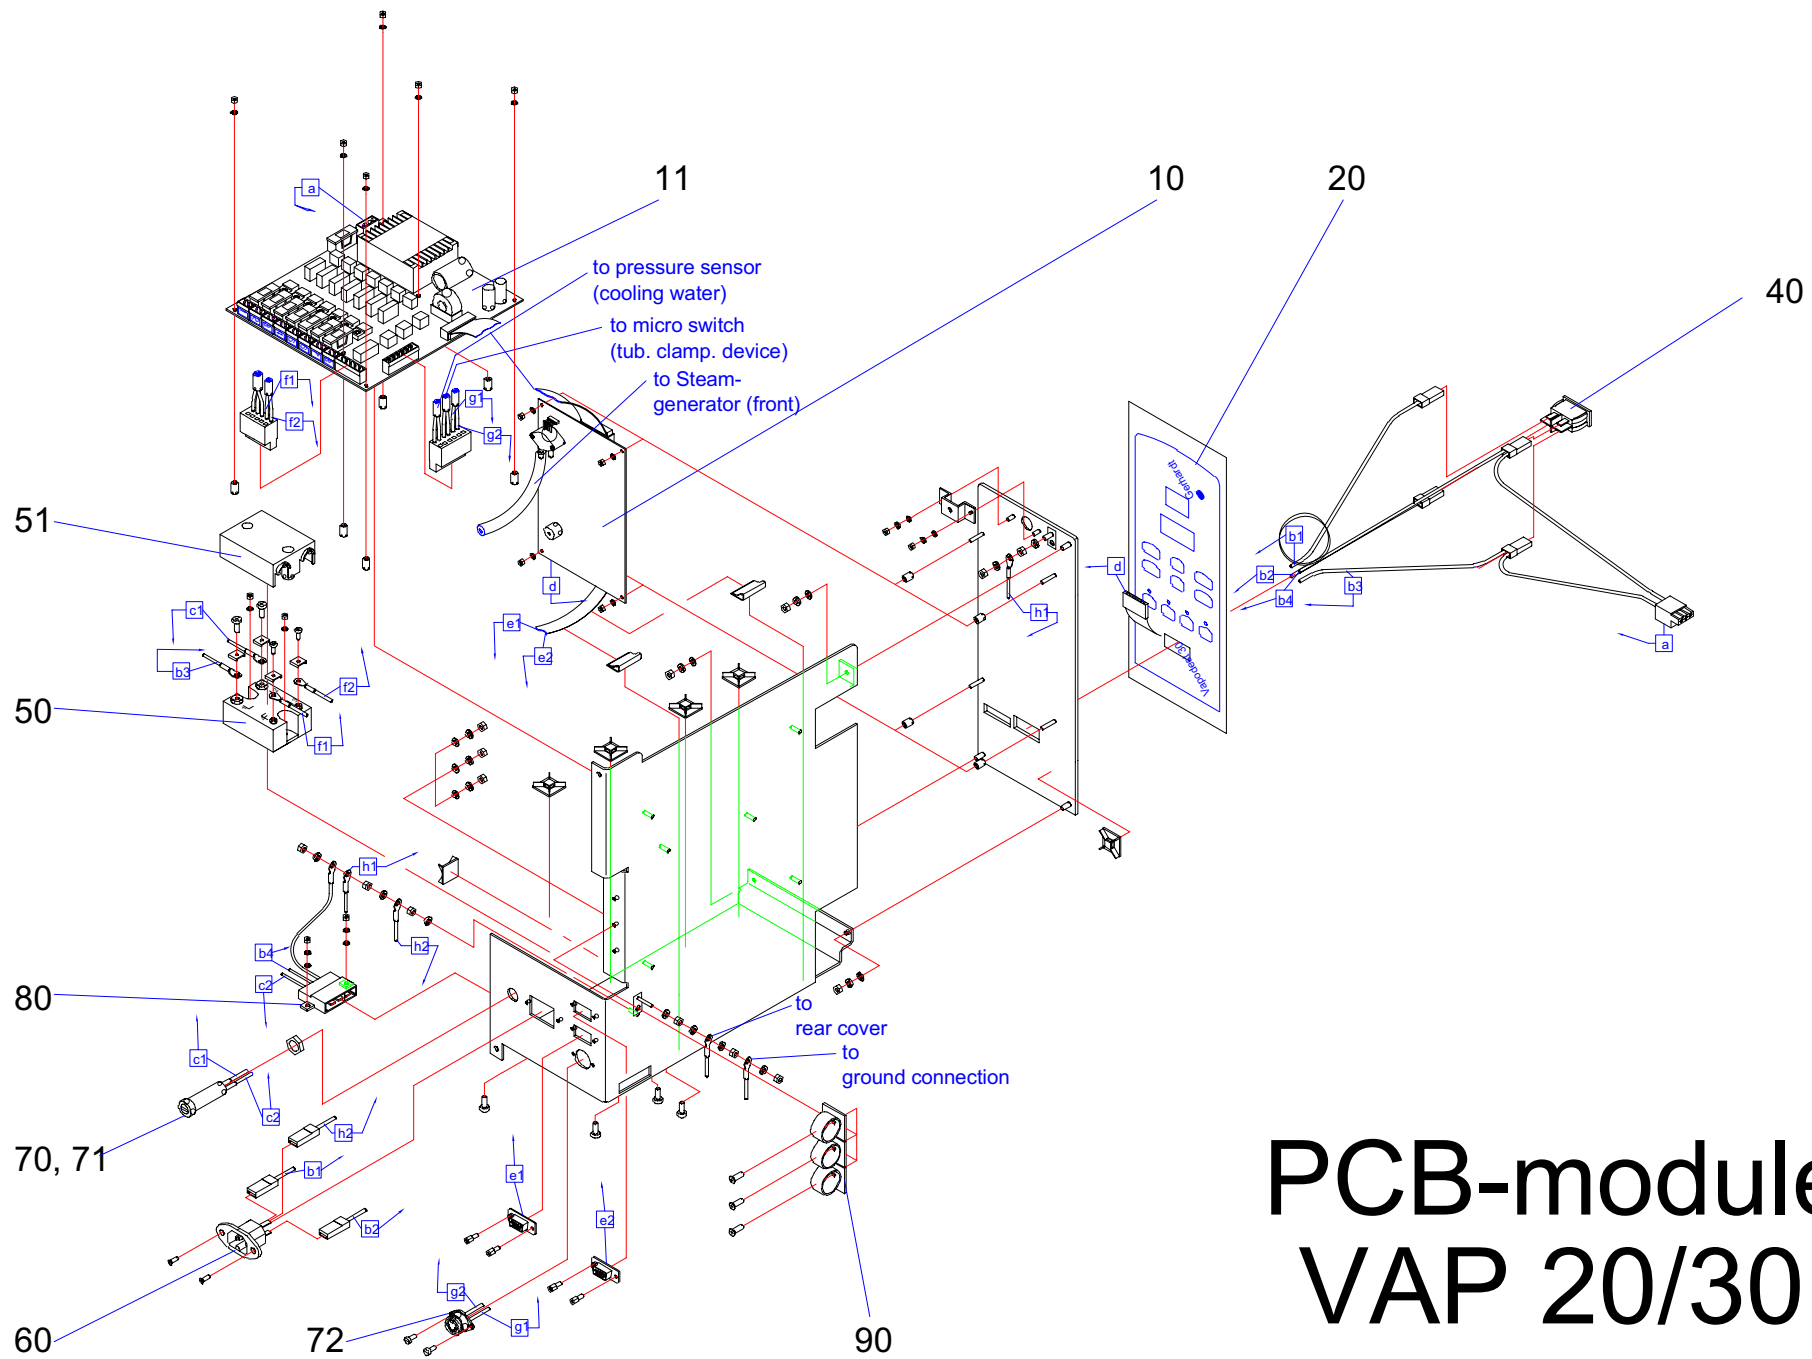 11
10
20
40
a
to pressure sensor
(cooling water)
to micro switch
(tub. clamp. device)
to Steam-
generator (front)
f1
f2
g1
g2
Gerhardt
51
b1
b2
b3
b4
d
d
h1
c1
e1
e2
b3
f2
Vapodest 30
a
50
f1
h1
b4
h2
c2
80
to
rear cover
to
ground connection
c1
c2
h2
70, 71
b1
e1
b2
e2
PCB-module
VAP 20/30
g2
g1
60
72
90